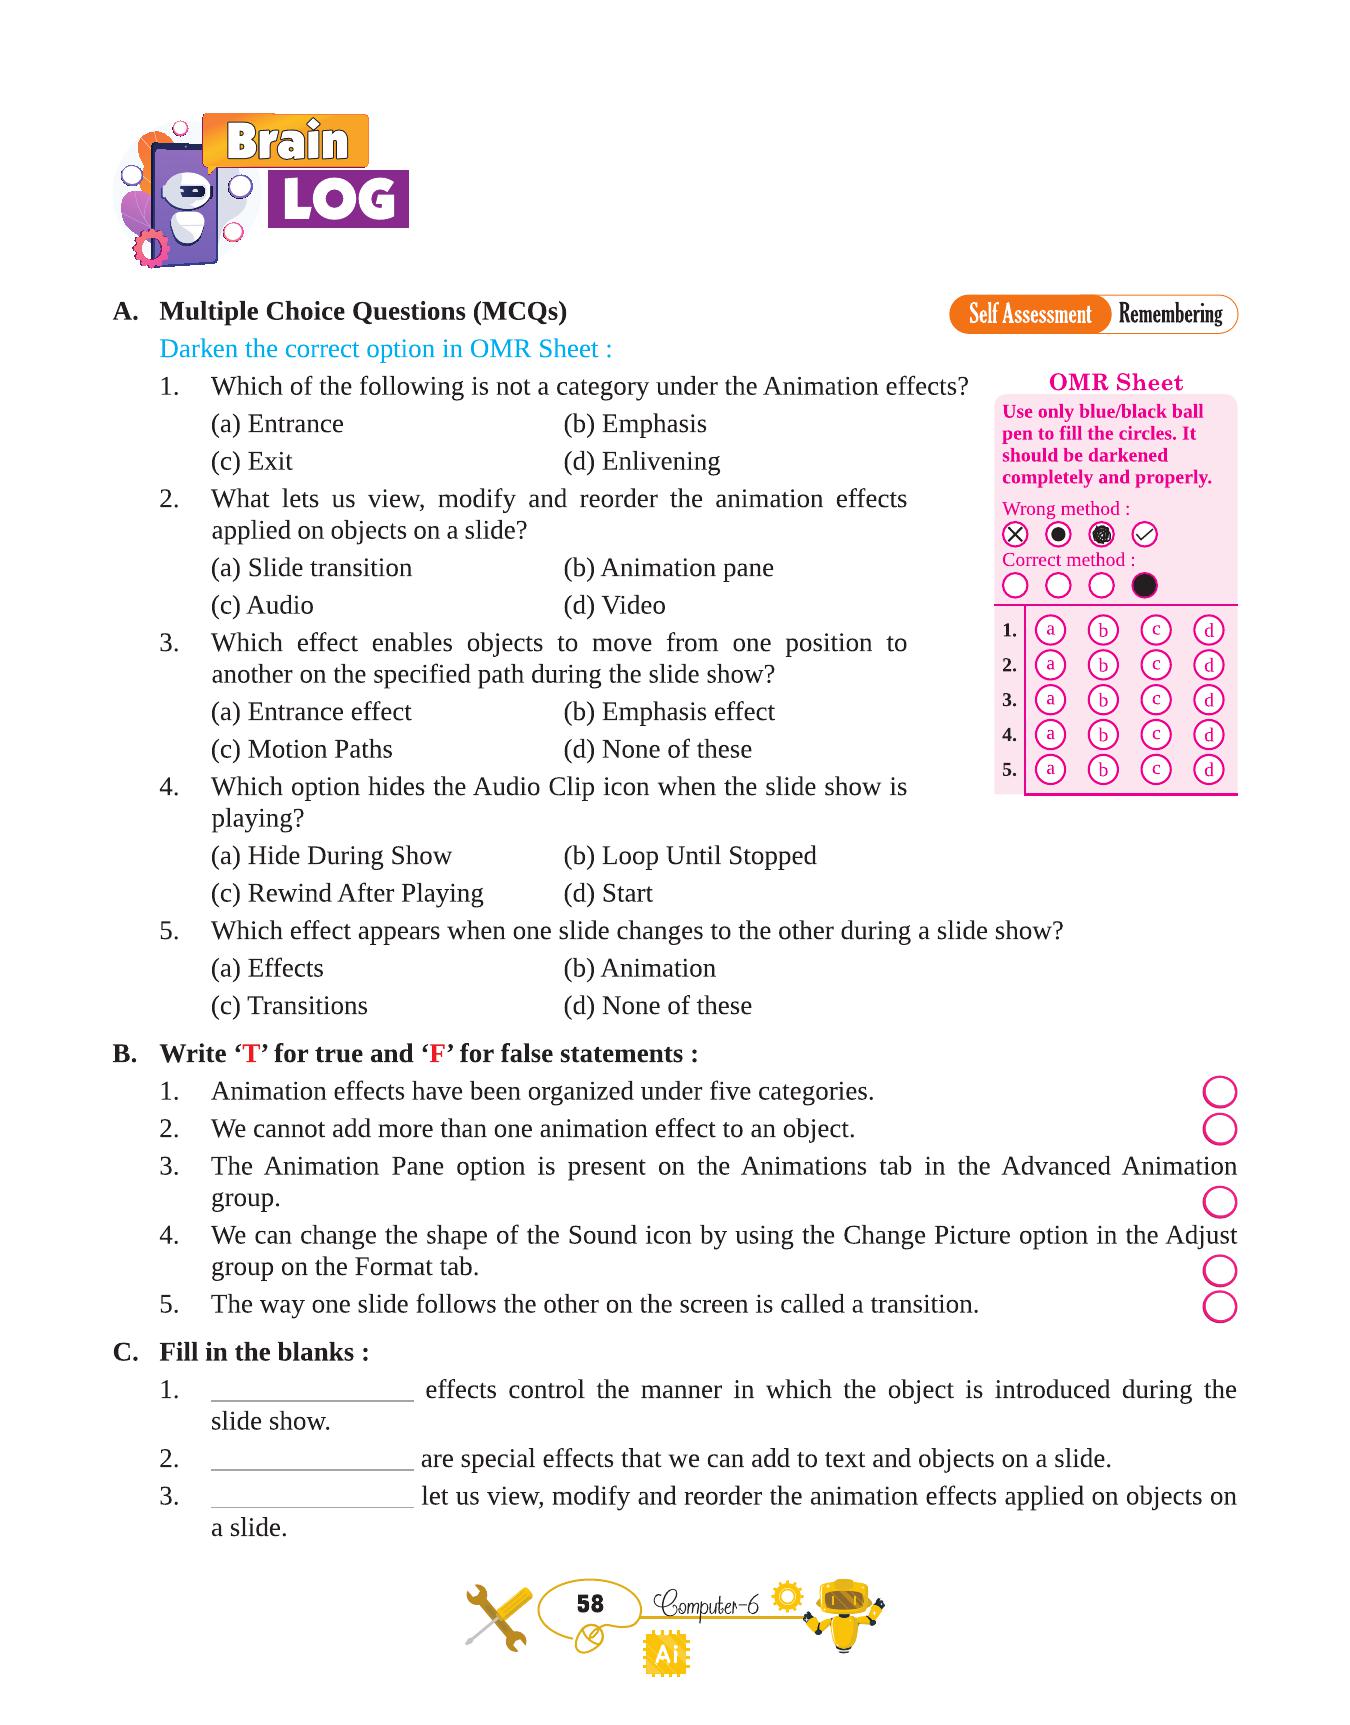 Brain
LOG
A. Multiple Choice Questions (MCQs)
Self Assessment Remembering
Darken the correct option in OMR Sheet :
1. Which of the following is not a category under the Animation effects?
(a) Entrance (b) Emphasis
(c) Exit (d) Enlivening
2. What lets us view, modify and reorder the animation effects
applied on objects on a slide?
(a) Slide transition (b) Animation pane
(c) Audio (d) Video
3. Which effect enables objects to move from one position to
another on the specified path during the slide show?
(a) Entrance effect (b) Emphasis effect
(c) Motion Paths (d) None of these
4. Which option hides the Audio Clip icon when the slide show is
playing?
(a) Hide During Show (b) Loop Until Stopped
(c) Rewind After Playing (d) Start
5. Which effect appears when one slide changes to the other during a slide show?
(a) Effects (b) Animation
(c) Transitions (d) None of these
OMR Sheet
Use only blue/black ball
pen to fill the circles. It
should be darkened
completely and properly.
Wrong method :
Correct method :
1. a b c d
2. a b c d
3. a b c d
4. a b c d
5. a b c d
B. Write ‘T’ for true and ‘F’ for false statements :
1. Animation effects have been organized under five categories.
2. We cannot add more than one animation effect to an object.
3. The Animation Pane option is present on the Animations tab in the Advanced Animation
group.
4. We can change the shape of the Sound icon by using the Change Picture option in the Adjust
group on the Format tab.
5. The way one slide follows the other on the screen is called a transition.
C. Fill in the blanks :
1. _______________ effects control the manner in which the object is introduced during the
slide show.
2. _______________ are special effects that we can add to text and objects on a slide.
3. _______________ let us view, modify and reorder the animation effects applied on objects on
a slide.
58 Computer-6
Ai